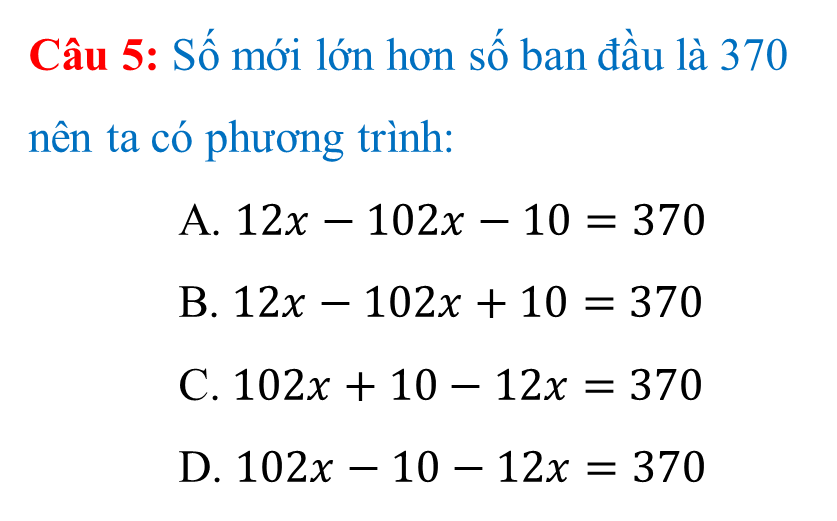 Câu 5: Số mới lớn hơn số ban đầu là 370
nên ta có phương trình:
A. 12x − 102x − 10 = 370
B. 12x − 102x + 10 = 370
C. 102x + 10 − 12x = 370
D. 102x − 10 − 12x = 370